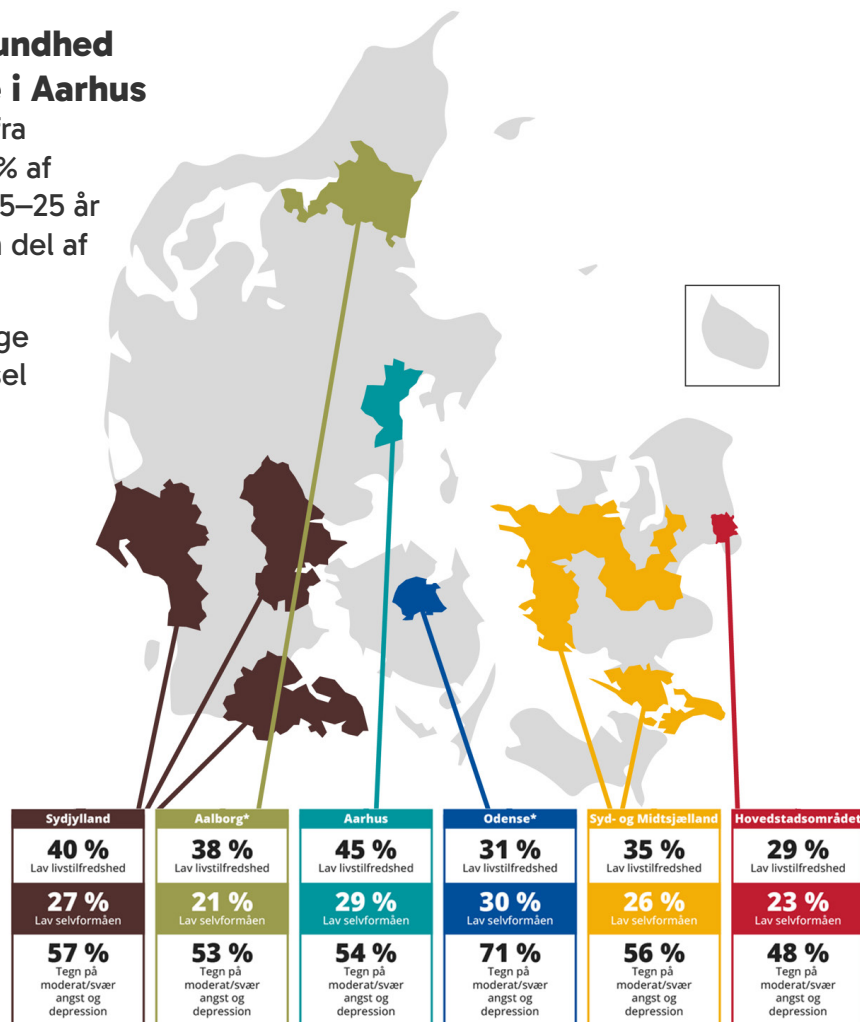 i Aarhus
fra
% af
5–25 år
del af
Sydjylland
40 %
Lav livstilfredshed
27 %
Lav selvformåen
57 %
Tegn på
moderat/svær
angst og
depression
Aalborg*
38 %
Lav livstilfredshed
21 %
Lav selvformåen
53 %
Tegn på
moderat/svær
angst og
depression
Aarhus
45 %
Lav livstilfredshed
29 %
Lav selvformåen
54 %
Tegn på
moderat/svær
angst og
depression
Odense*
31 %
Lav livstilfredshed
30 %
Lav selvformåen
71 %
Tegn på
moderat/svær
angst og
depression
Syd- og Midtsjælland
35 %
Lav livstilfredshed
26 %
Lav selvformåen
56 %
Tegn på
moderat/svær
angst og
depression
Hovedstadsområdet
29 %
Lav livstilfredshed
23 %
Lav selvformåen
48 %
Tegn på
moderat/svær
angst og
depression